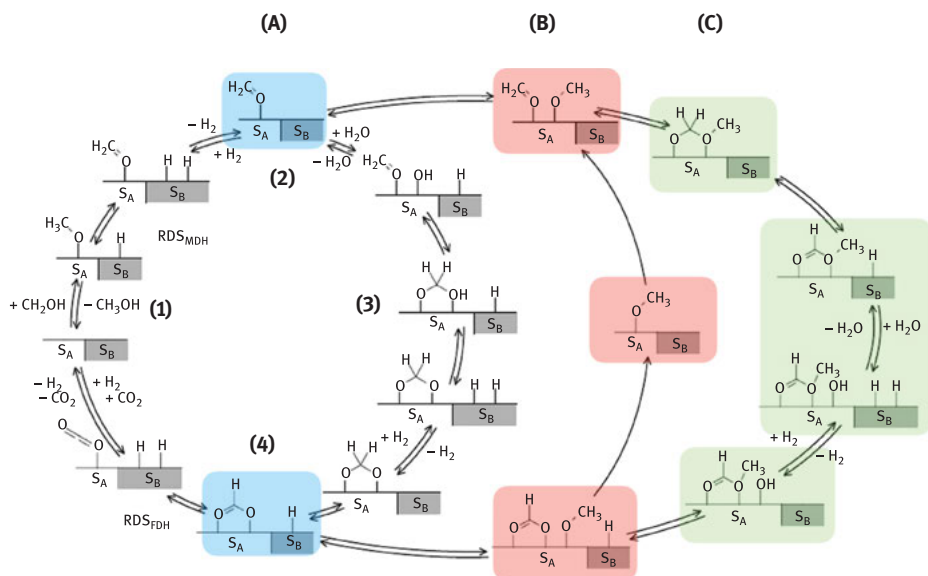 (A)
(B)
(C)
H2C
O
SA SB
H2C
O O CH3
SA SB
H H
C
O O CH3
SA SB
– H2
+ H2
+ H2O
– H2O
(2)
H2C
O
H H
SA SB
H2C
O OH H
SA SB
RDSMDH
H3C
O H
SA SB
H
O O CH3
H
SA SB
+ CH2OH
– CH3OH
(1)
(3)
H H
O OH H
SA SB
O CH3
SA SB
– H2O
+ H2O
SA SB
– H2
– CO2
+ H2
+ CO2
H H
O O H H
SA SB
H
O O CH3 OH H H
SA SB
O
O
H H
SA SB
(4)
+ H2
– H2
H H
O O
SA SB
+ H2
– H2
H
O O CH3 OH
SA SB
RDSFDH
H
O O H
SA SB
H
O O O CH3 H
SA SB